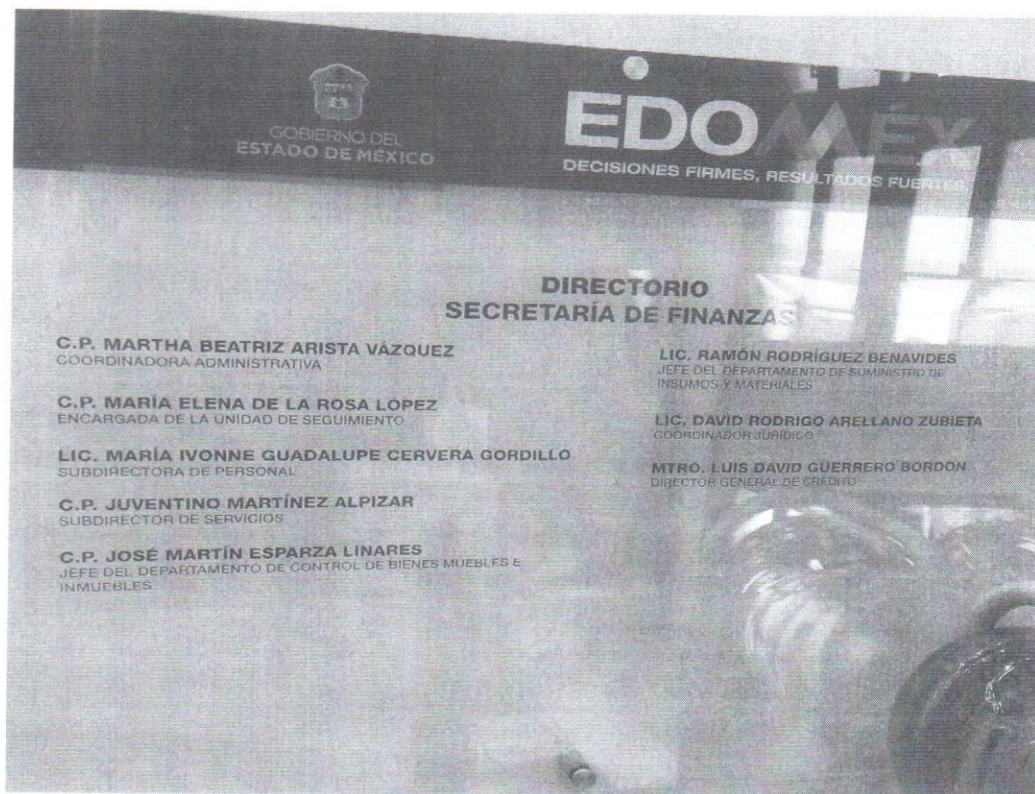 GOBIERNO DEL
ESTADO DE MÉXICO
EDOMÉX
DECISIONES FIRMES, RESULTADOS FUERTES.
DIRECTORIO
SECRETARÍA DE FINANZAS
C.P. MARTHA BEATRIZ ARISTA VÁZQUEZ
COORDINADORA ADMINISTRATIVA
C.P. MARÍA ELENA DE LA ROSA LÓPEZ
ENCARGADA DE LA UNIDAD DE SEGUIMIENTO
LIC. MARÍA IVONNE GUADALUPE CERVERA GORDILLO
SUBDIRECTORA DE PERSONAL
C.P. JUVENTINO MARTÍNEZ ALPIZAR
SUBDIRECTOR DE SERVICIOS
C.P. JOSÉ MARTÍN ESPARZA LINARES
JEFE DEL DEPARTAMENTO DE CONTROL DE BIENES MUEBLES E
INMUEBLES
LIC. RAMÓN RODRÍGUEZ BENAVIDES
JEFE DEL DEPARTAMENTO DE SUMINISTRO DE
INSUMOS Y MATERIALES
LIC. DAVID RODRIGO ARELLANO ZUBIETA
COORDINADOR JURÍDICO
MTRO. LUIS DAVID GUERRERO BORDÓN
DIRECTOR GENERAL DE CRÉDITO